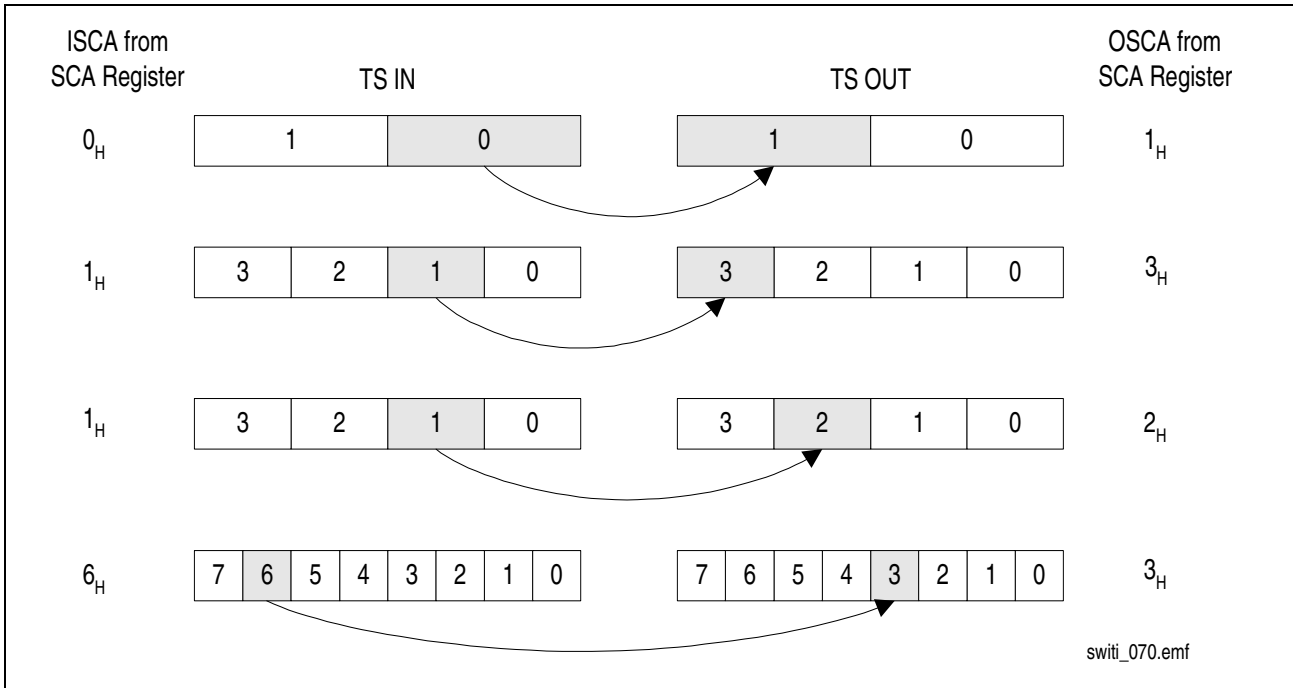 ISCA from
SCA Register
TS IN
TS OUT
OSCA from
SCA Register
0H
1 0
1 0
1H
1H
3 2 1 0
3 2 1 0
3H
1H
3 2 1 0
3 2 1 0
2H
6H
7 6 5 4 3 2 1 0
7 6 5 4 3 2 1 0
3H
switi_070.emf